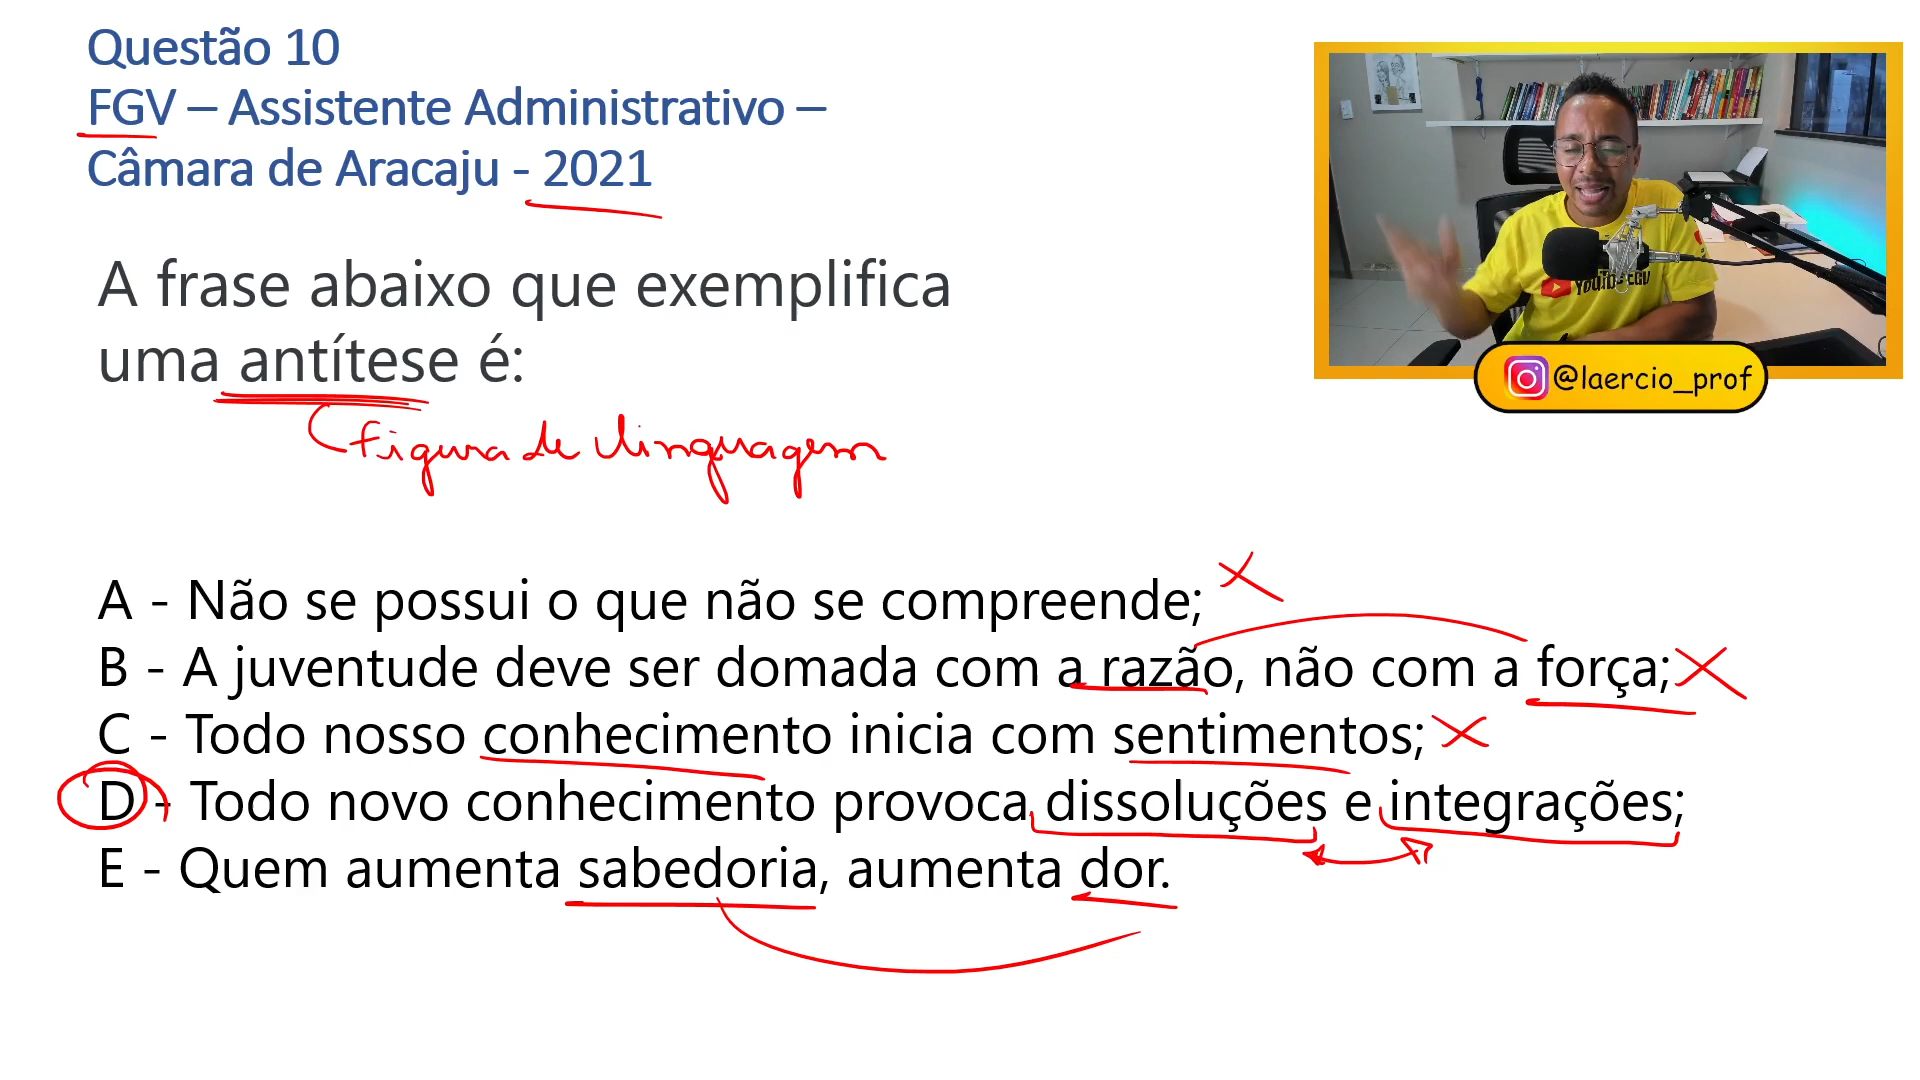 Questão 10
FGV – Assistente Administrativo –
Câmara de Aracaju - 2021
A frase abaixo que exemplifica
uma antítese é:
Figura de linguagem
A - Não se possui o que não se compreende;
B - A juventude deve ser domada com a razão, não com a força;
C - Todo nosso conhecimento inicia com sentimentos;
D - Todo novo conhecimento provoca dissoluções e integrações;
E - Quem aumenta sabedoria, aumenta dor.
@laercio_prof